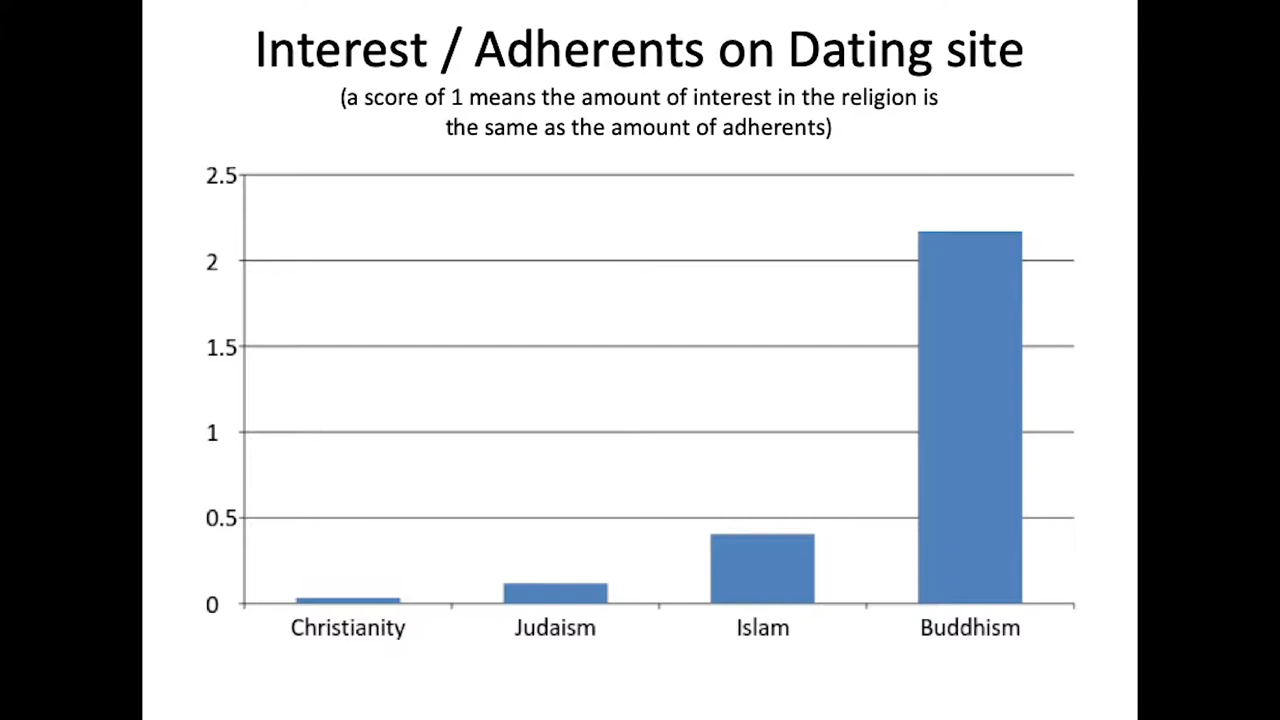 Interest / Adherents on Dating site
(a score of 1 means the amount of interest in the religion is
the same as the amount of adherents)
2.5
2
1.5
1
0.5
0
Christianity
Judaism
Islam
Buddhism